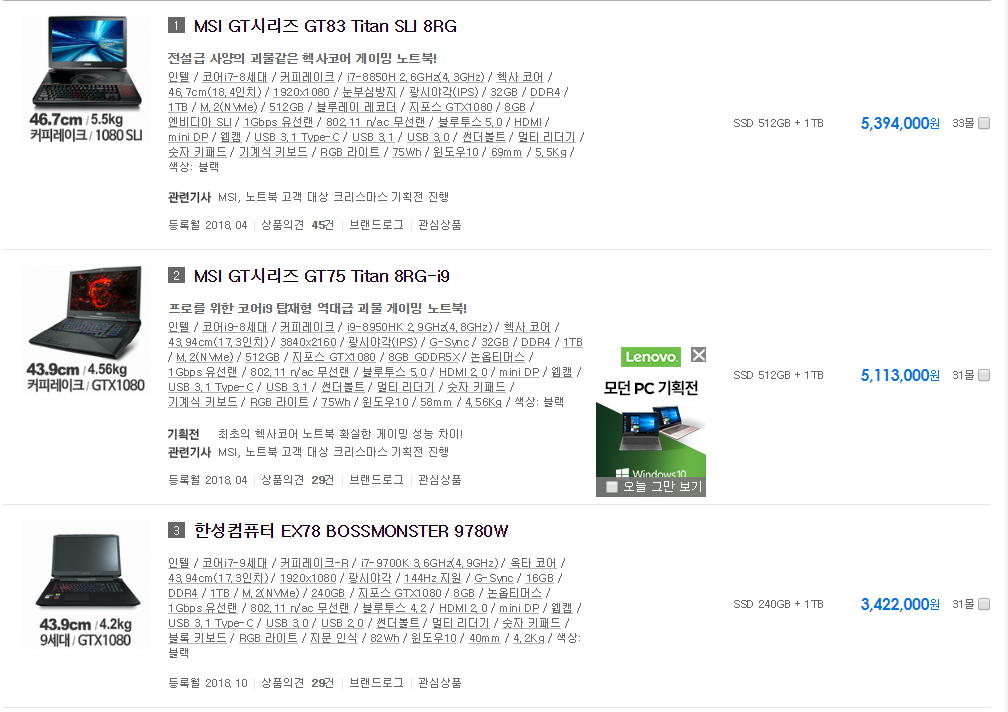 1 MSI GT시리즈 GT83 Titan SLI 8RG
전설급 사양의 괴물같은 헥사코어 게이밍 노트북!
인텔 / 코어i7-8세대 / 커피레이크 / i7-8850H 2,6GHz(4,3GHz) / 헥사 코어 /
46,7cm(18,4인치) / 1920x1080 / 눈부심방지 / 광시야각(IPS) / 32GB / DDR4 /
1TB / M,2(NVMe) / 512GB / 블루레이 레코더 / 지포스 GTX1080 / 8GB /
엔비디아 SLI / 1Gbps 유선랜 / 802,11 n/ac 무선랜 / 블루투스 5,0 / HDMI /
mini DP / 웹캠 / USB 3,1 Type-C / USB 3,1 / USB 3,0 / 썬더볼트 / 멀티 리더기 /
숫자 키패드 / 기계식 키보드 / RGB 라이트 / 75Wh / 윈도우10 / 69mm / 5,5Kg /
색상: 블랙
46.7cm / 5.5kg
커피레이크 / 1080 SLI
SSD 512GB + 1TB 5,394,000원 33몰
관련기사 MSI, 노트북 고객 대상 크리스마스 기획전 진행
등록월 2018,04 상품의견 45건 브랜드로그 관심상품
2 MSI GT시리즈 GT75 Titan 8RG-i9
프로를 위한 코어i9 탑재형 역대급 괴물 게이밍 노트북!
인텔 / 코어i9-8세대 / 커피레이크 / i9-8950HK 2,9GHz(4,8GHz) / 헥사 코어 /
43,94cm(17,3인치) / 3840x2160 / 광시야각(IPS) / G-Sync / 32GB / DDR4 / 1TB
/ M,2(NVMe) / 512GB / 지포스 GTX1080 / 8GB GDDR5X / 논옵티머스 /
1Gbps 유선랜 / 802,11 n/ac 무선랜 / 블루투스 5,0 / HDMI 2,0 / mini DP / 웹캠 /
USB 3,1 Type-C / USB 3,1 / 썬더볼트 / 멀티 리더기 / 숫자 키패드 /
기계식 키보드 / RGB 라이트 / 75Wh / 윈도우10 / 58mm / 4,56Kg / 색상: 블랙
43.9cm / 4.56kg
커피레이크 / GTX1080
SSD 512GB + 1TB 5,113,000원 31몰
기획전 최초의 헥사코어 노트북 확실한 게이밍 성능 차이!
관련기사 MSI, 노트북 고객 대상 크리스마스 기획전 진행
등록월 2018,04 상품의견 29건 브랜드로그 관심상품
Lenovo.
모던 PC 기획전
Windows 10
오늘 그만 보기
3 한성컴퓨터 EX78 BOSSMONSTER 9780W
인텔 / 코어i7-9세대 / 커피레이크-R / i7-9700K 3,6GHz(4,9GHz) / 옥타 코어 /
43,94cm(17,3인치) / 1920x1080 / 광시야각 / 144Hz 지원 / G-Sync / 16GB /
DDR4 / 1TB / M,2(NVMe) / 240GB / 지포스 GTX1080 / 8GB / 논옵티머스 /
1Gbps 유선랜 / 802,11 n/ac 무선랜 / 블루투스 4,2 / HDMI 2,0 / mini DP / 웹캠 /
USB 3,1 Type-C / USB 3,0 / USB 2,0 / 썬더볼트 / 멀티 리더기 / 숫자 키패드 /
블록 키보드 / RGB 라이트 / 지문 인식 / 82Wh / 윈도우10 / 40mm / 4,2Kg / 색상:
블랙
43.9cm / 4.2kg
9세대 / GTX1080
SSD 240GB + 1TB 3,422,000원 31몰
등록월 2018,10 상품의견 29건 브랜드로그 관심상품